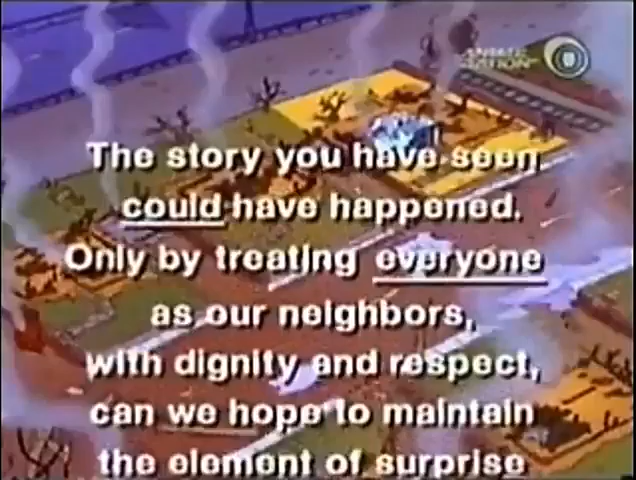 The story you have seen
could have happened.
Only by treating everyone
as our neighbors,
with dignity and respect,
can we hope to maintain
the element of surprise